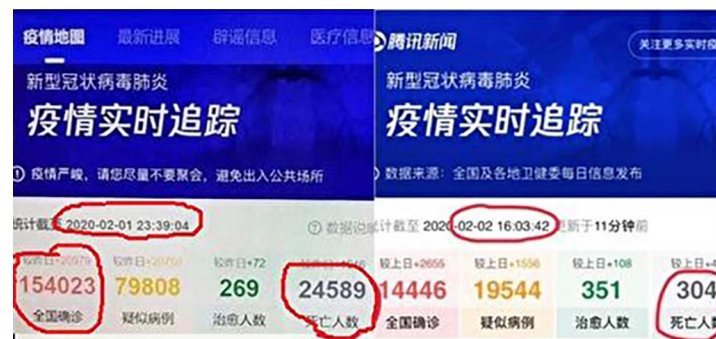 疫情地图 最新进展 辟谣信息 医疗信息
新型冠状病毒肺炎
疫情实时追踪
疫情严峻,请您尽量不要聚会,避免出入公共场所
统计截至 2020-02-01 23:39:04
数据说
较昨日+72
154023 79808 269 24589
全国确诊 疑似病例 治愈人数 死亡人数
腾讯新闻
关注更多实时疫
新型冠状病毒肺炎
疫情实时追踪
数据来源:全国及各地卫健委每日信息发布
计截至 2020-02-02 16:03:42 更新于11分钟前
较上日+2656 较上日+1556 较上日+108 较上日+4
14446 19544 351 304
全国确诊 疑似病例 治愈人数 死亡人